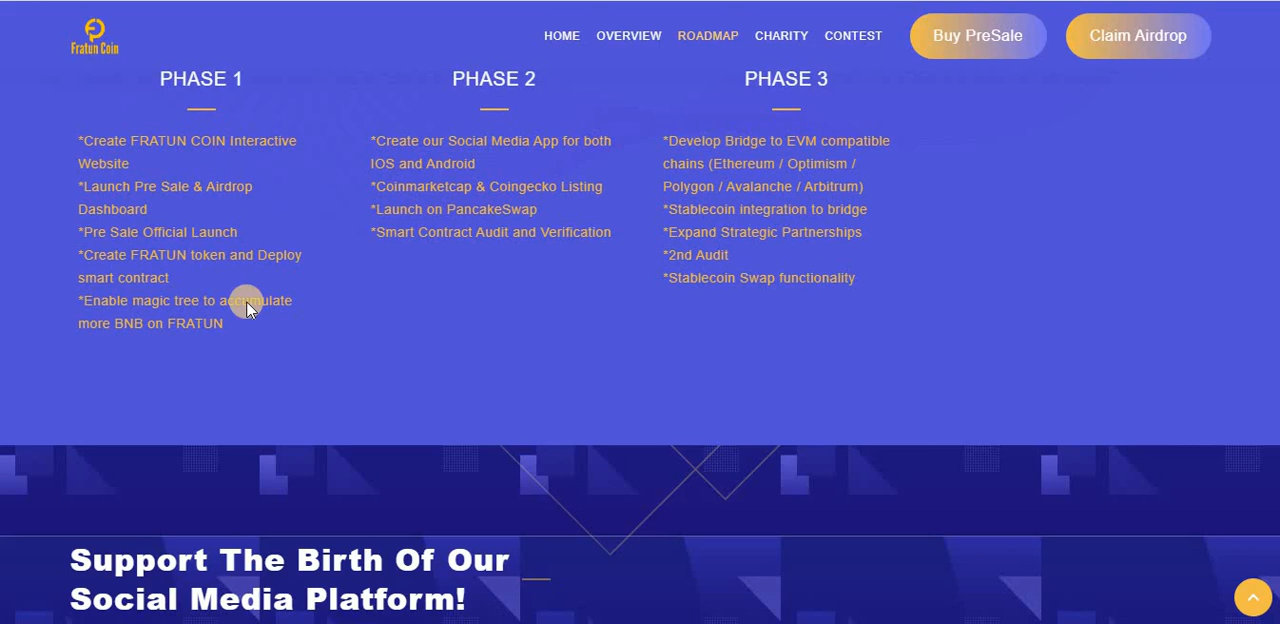 Fratun Coin
HOME OVERVIEW ROADMAP CHARITY CONTEST
Buy PreSale
Claim Airdrop
PHASE 1
*Create FRATUN COIN Interactive
Website
*Launch Pre Sale & Airdrop
Dashboard
*Pre Sale Official Launch
*Create FRATUN token and Deploy
smart contract
*Enable magic tree to accumulate
more BNB on FRATUN
PHASE 2
*Create our Social Media App for both
IOS and Android
*Coinmarketcap & Coingecko Listing
*Launch on PancakeSwap
*Smart Contract Audit and Verification
PHASE 3
*Develop Bridge to EVM compatible
chains (Ethereum / Optimism /
Polygon / Avalanche / Arbitrum)
*Stablecoin integration to bridge
*Expand Strategic Partnerships
*2nd Audit
*Stablecoin Swap functionality
Support The Birth Of Our
Social Media Platform!